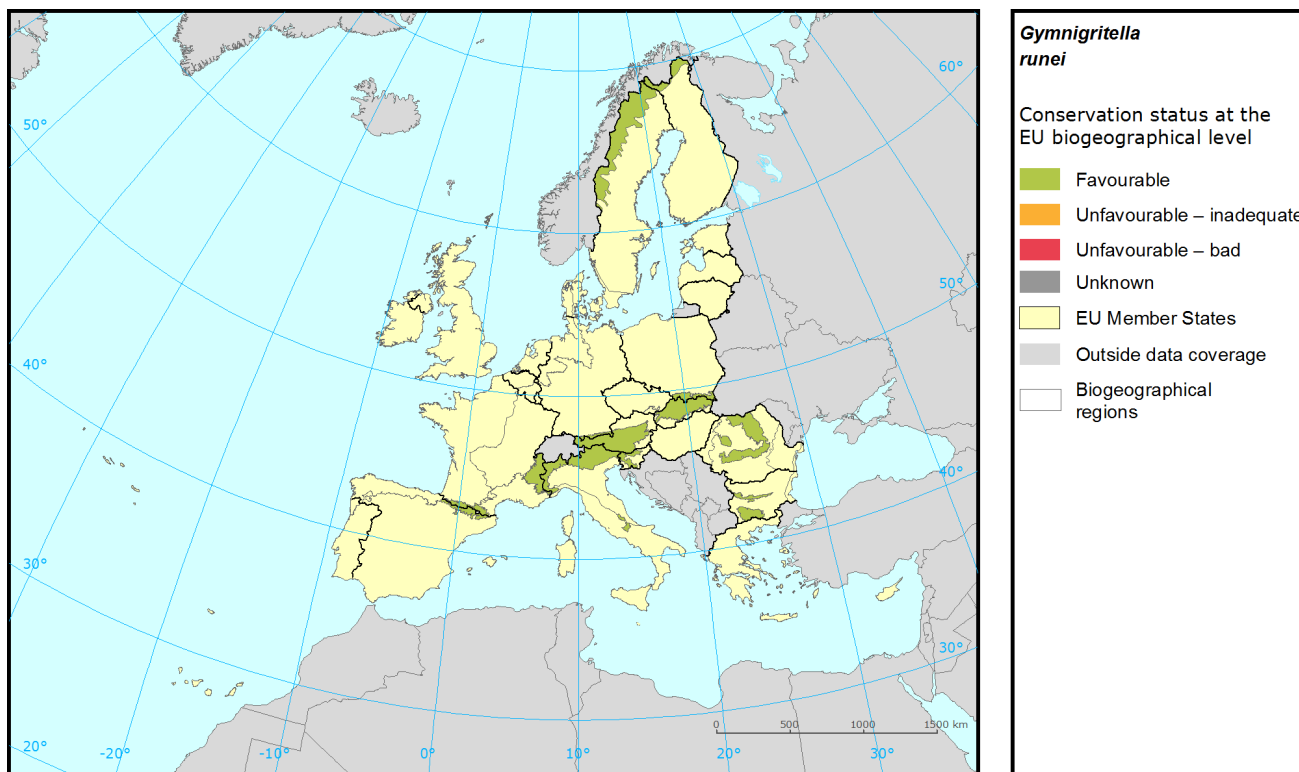 Gymnigritella
runei
Conservation status at the
EU biogeographical level
Favourable
Unfavourable – inadequate
Unfavourable – bad
Unknown
EU Member States
Outside data coverage
Biogeographical
regions
60°
50°
50°
40°
40°
30°
30°
20°
-20°
-10°
0°
10°
20°
30°
0 500 1000 1500 km